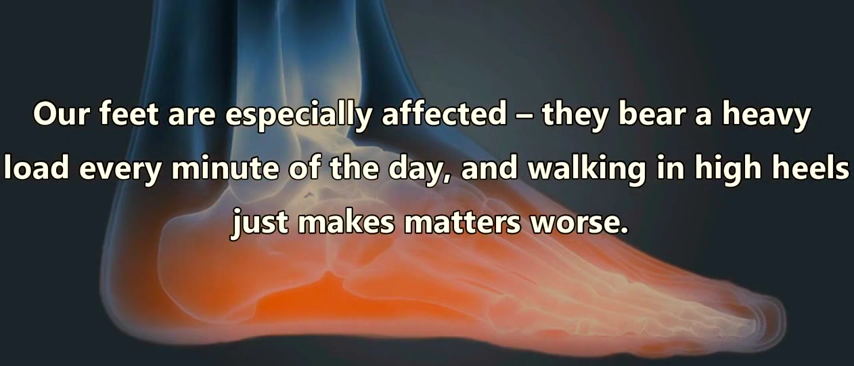 Our feet are especially affected – they bear a heavy
load every minute of the day, and walking in high heels
just makes matters worse.